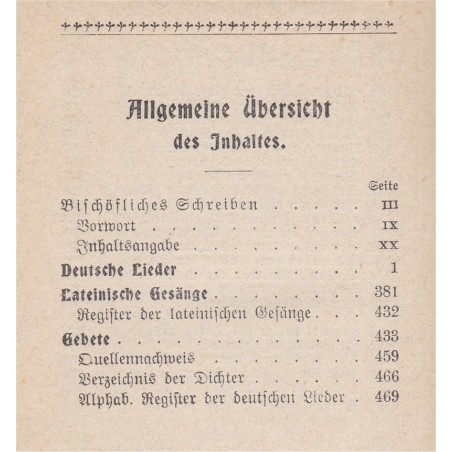 Allgemeine Übersicht
des Inhaltes.
Seite
Bischöfliches Schreiben . . . . . III
Vorwort . . . . . . . . . IX
Inhaltsangabe . . . . . . . XX
Deutsche Lieder . . . . . . . . 1
Lateinische Gesänge . . . . . . . 381
Register der lateinischen Gesänge . . . 432
Gebete . . . . . . . . . . . 433
Quellennachweis . . . . . . . 459
Verzeichnis der Dichter . . . . . 466
Alphab. Register der deutschen Lieder . 469